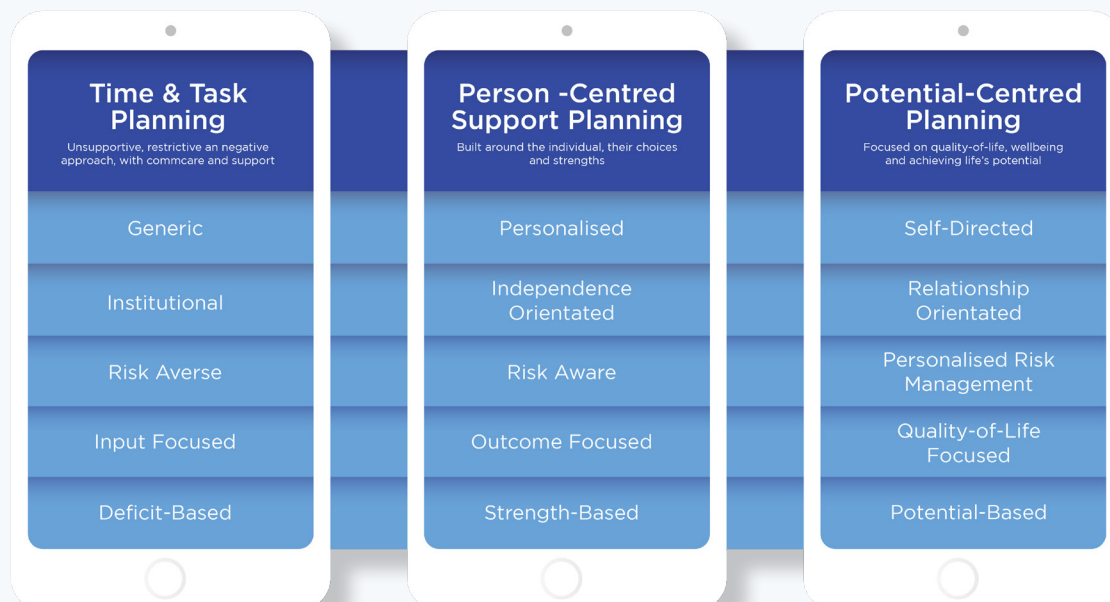 Time & Task
Planning
Unsupportive, restrictive an negative
approach, with commcare and support
Generic
Institutional
Risk Averse
Input Focused
Deficit-Based
Person -Centred
Support Planning
Built around the individual, their choices
and strengths
Personalised
Independence
Orientated
Risk Aware
Outcome Focused
Strength-Based
Potential-Centred
Planning
Focused on quality-of-life, wellbeing
and achieving life's potential
Self-Directed
Relationship
Orientated
Personalised Risk
Management
Quality-of-Life
Focused
Potential-Based